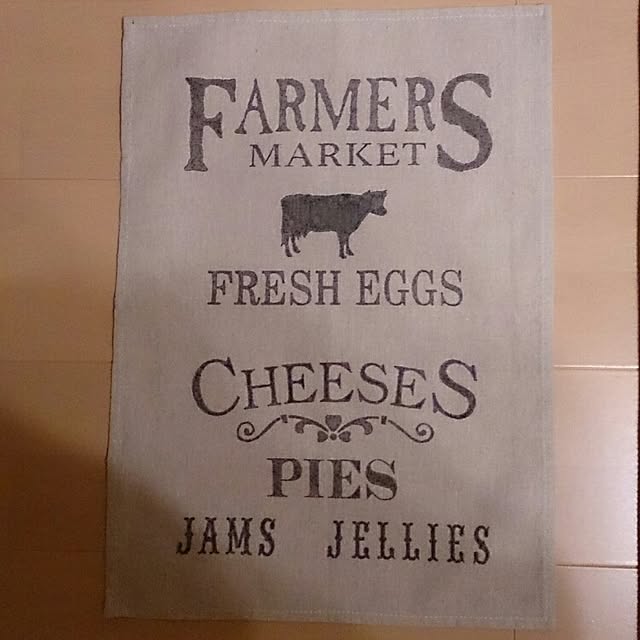 FARMERS
MARKET
FRESH EGGS
CHEESES
PIES
JAMS JELLIES